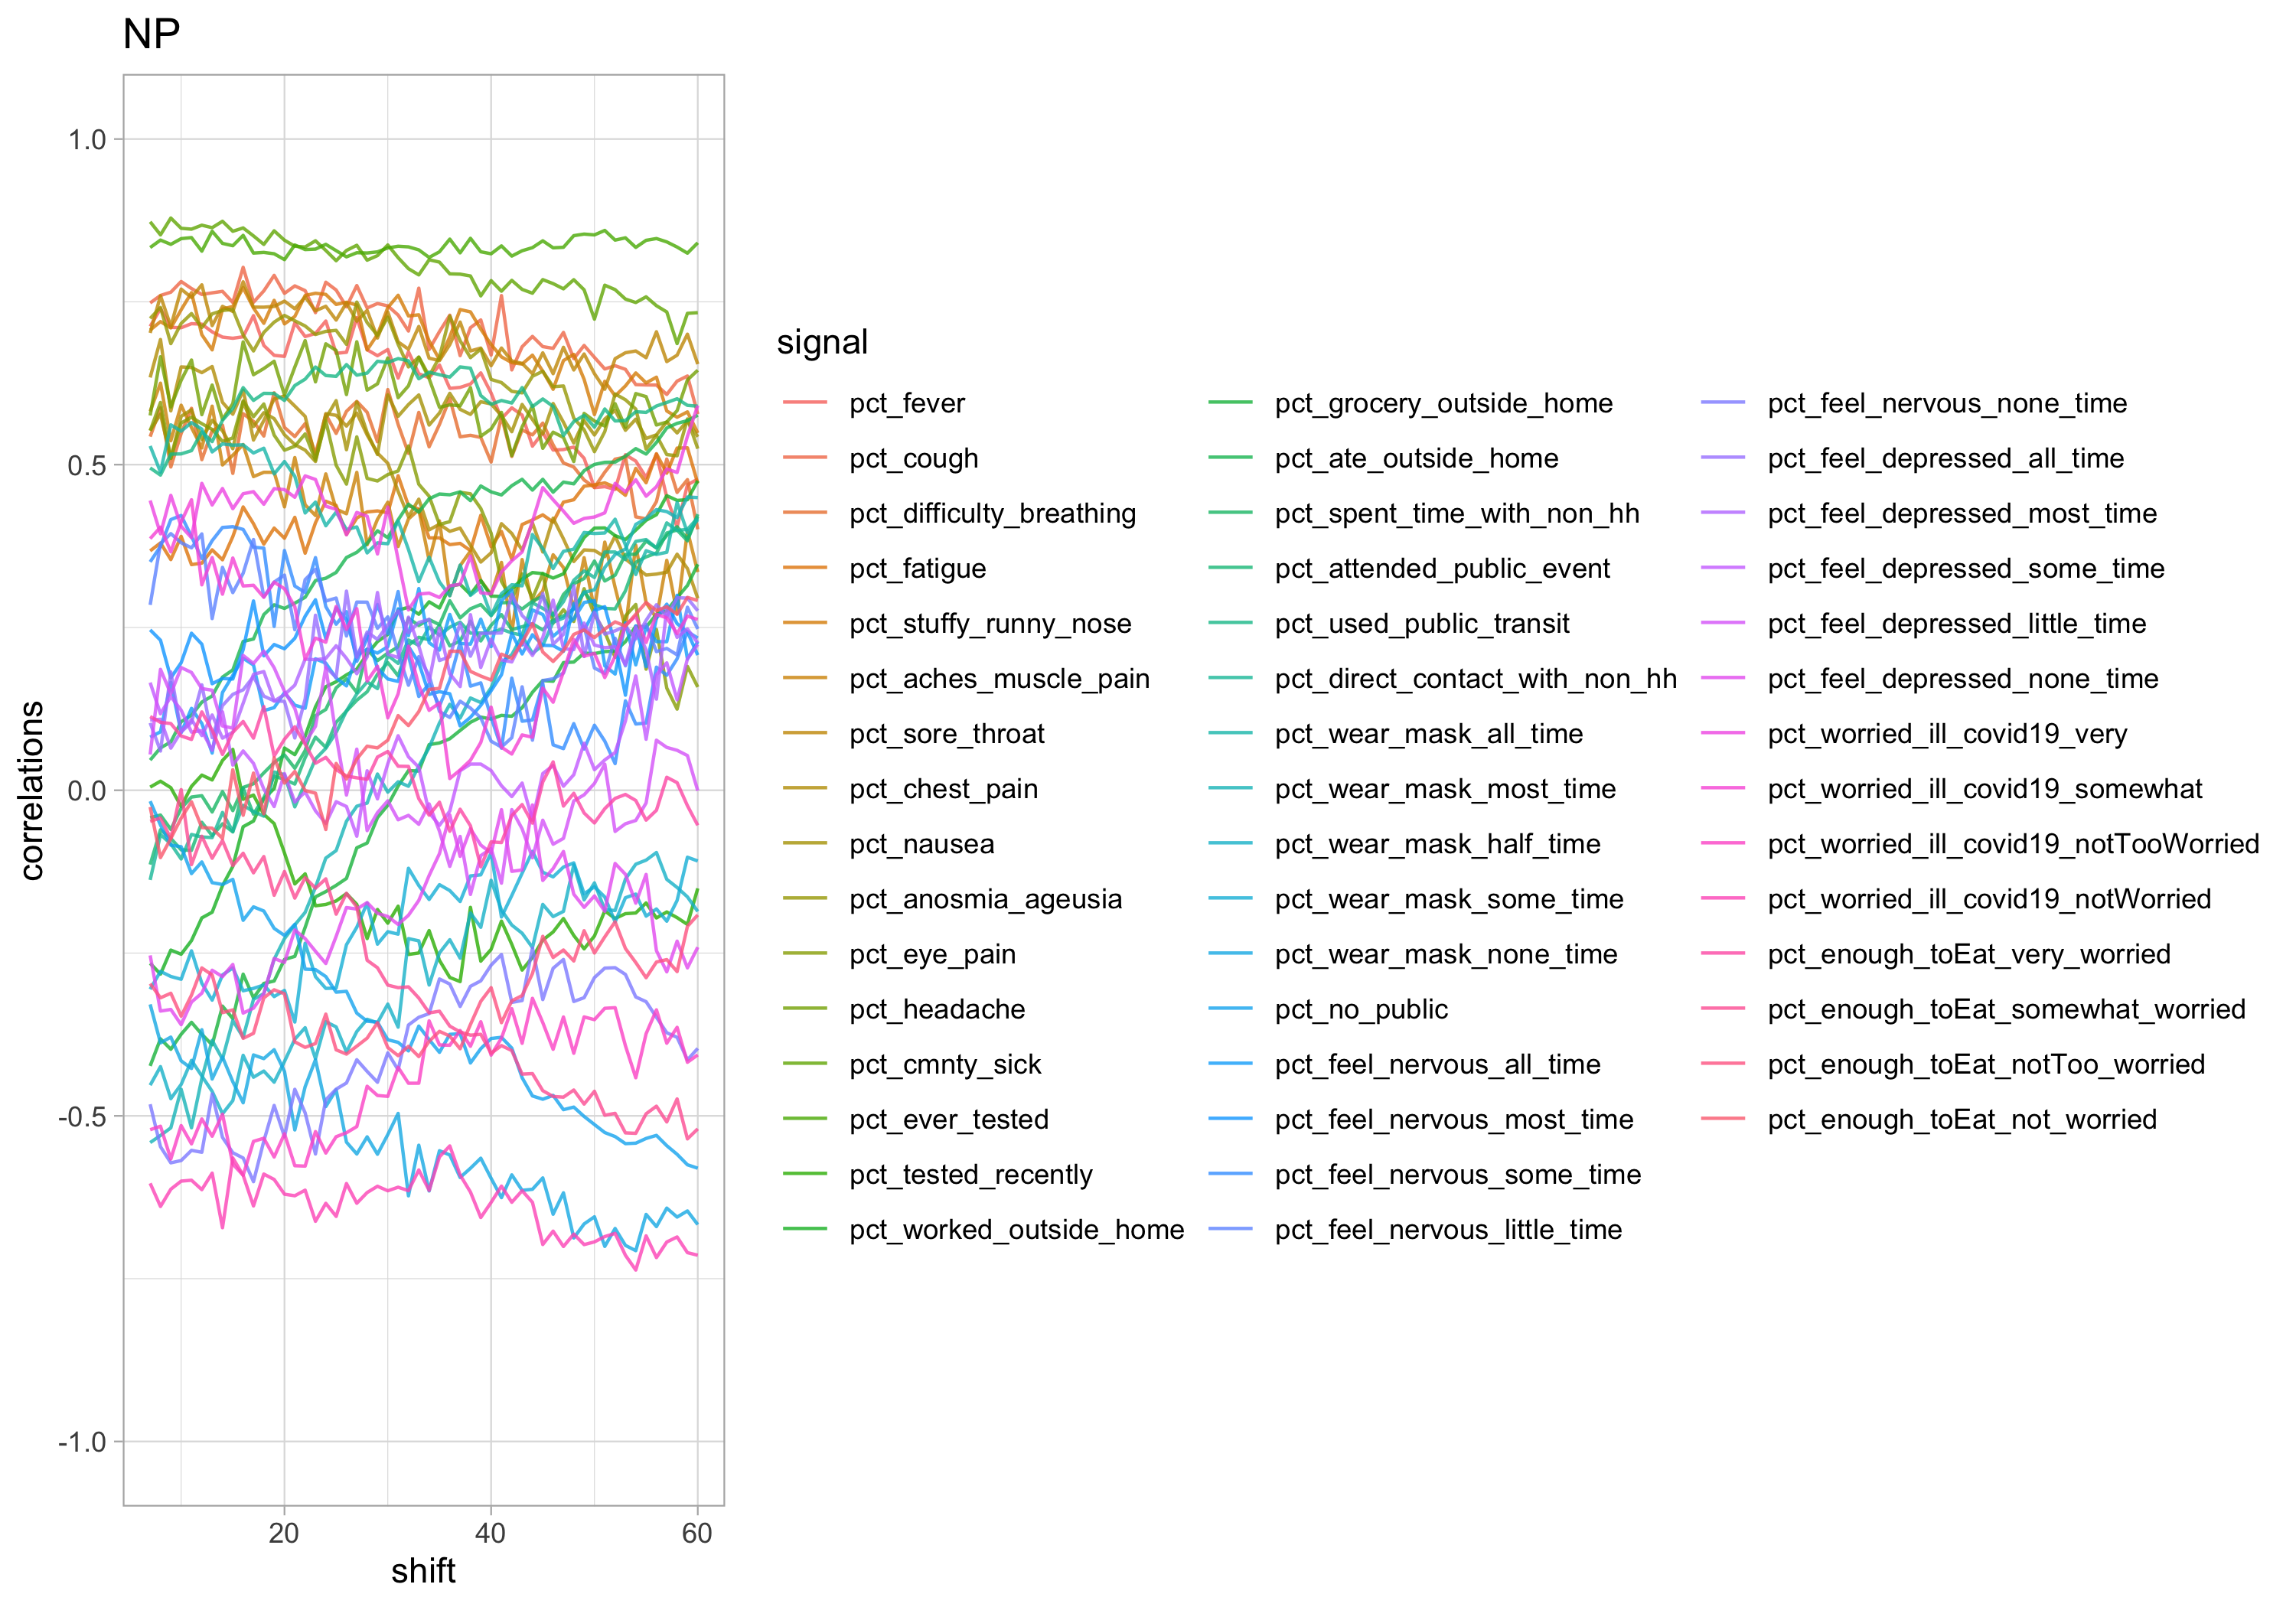 NP
correlations
1.0
0.5
0.0
-0.5
-1.0
20 40 60
shift
signal
pct_fever
pct_cough
pct_difficulty_breathing
pct_fatigue
pct_stuffy_runny_nose
pct_aches_muscle_pain
pct_sore_throat
pct_chest_pain
pct_nausea
pct_anosmia_ageusia
pct_eye_pain
pct_headache
pct_cmnty_sick
pct_ever_tested
pct_tested_recently
pct_worked_outside_home
pct_grocery_outside_home
pct_ate_outside_home
pct_spent_time_with_non_hh
pct_attended_public_event
pct_used_public_transit
pct_direct_contact_with_non_hh
pct_wear_mask_all_time
pct_wear_mask_most_time
pct_wear_mask_half_time
pct_wear_mask_some_time
pct_wear_mask_none_time
pct_no_public
pct_feel_nervous_all_time
pct_feel_nervous_most_time
pct_feel_nervous_some_time
pct_feel_nervous_little_time
pct_feel_nervous_none_time
pct_feel_depressed_all_time
pct_feel_depressed_most_time
pct_feel_depressed_some_time
pct_feel_depressed_little_time
pct_feel_depressed_none_time
pct_worried_ill_covid19_very
pct_worried_ill_covid19_somewhat
pct_worried_ill_covid19_notTooWorried
pct_worried_ill_covid19_notWorried
pct_enough_toEat_very_worried
pct_enough_toEat_somewhat_worried
pct_enough_toEat_notToo_worried
pct_enough_toEat_not_worried